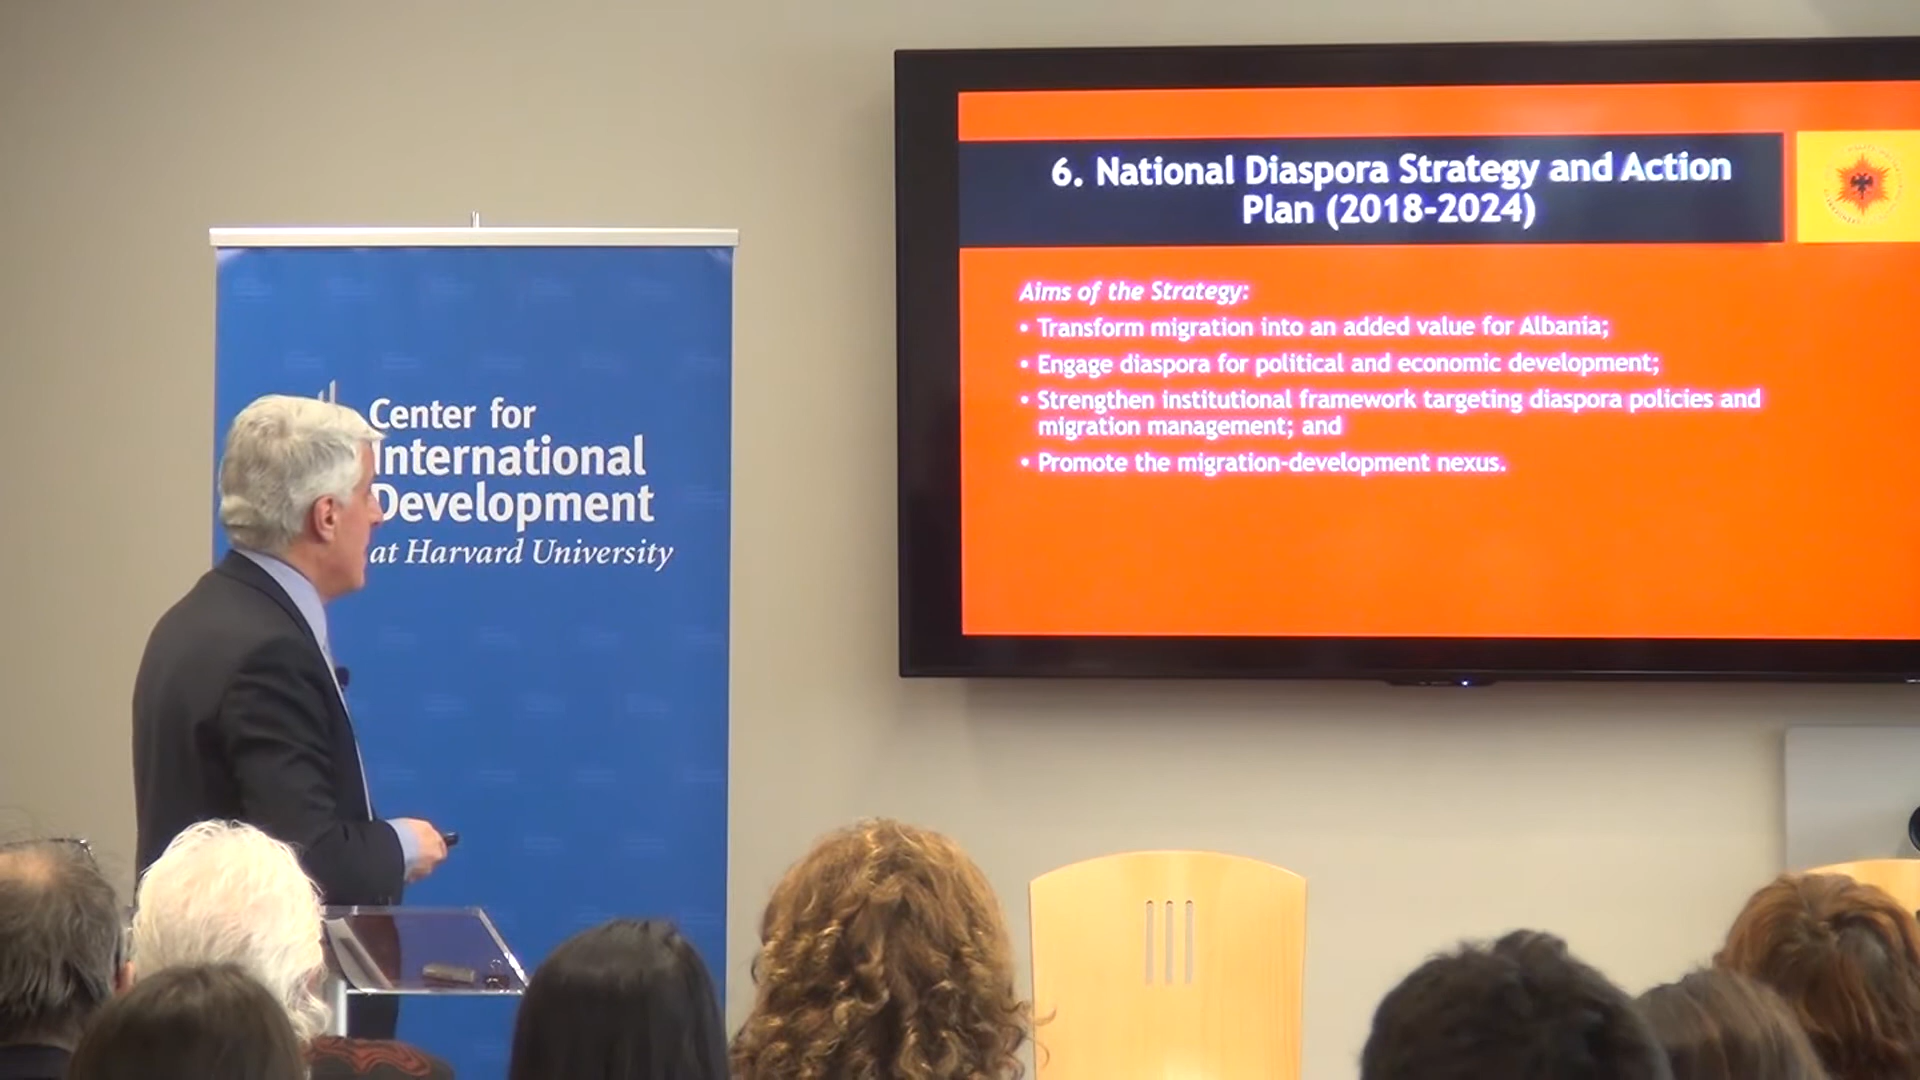 Center for
International
Development
at Harvard University
6. National Diaspora Strategy and Action
Plan (2018-2024)
Aims of the Strategy:
• Transform migration into an added value for Albania;
• Engage diaspora for political and economic development;
• Strengthen institutional framework targeting diaspora policies and
migration management; and
• Promote the migration-development nexus.